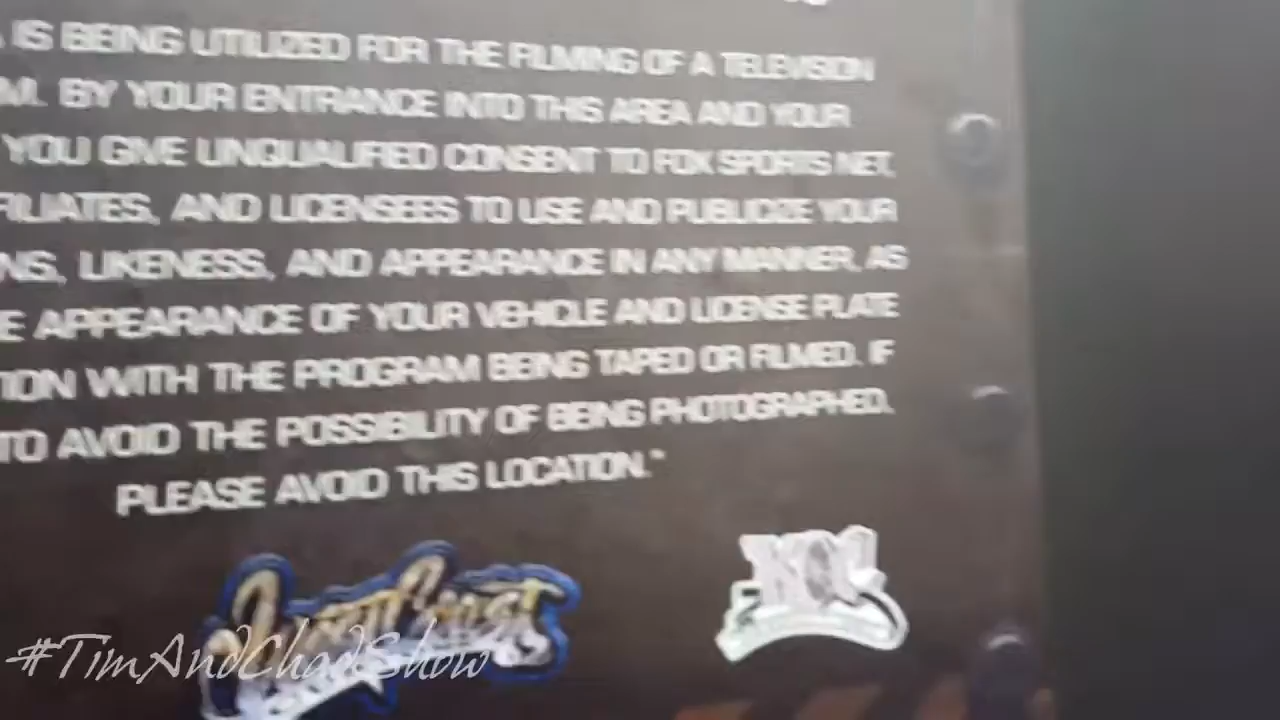 IS BEING UTILIZED FOR THE FILMING OF A TELEVISION
M. BY YOUR ENTRANCE INTO THIS AREA AND YOUR
YOU GIVE UNQUALIFIED CONSENT TO FOX SPORTS NET,
FILIATES, AND LICENSEES TO USE AND PUBLICIZE YOUR
NS, LIKENESS, AND APPEARANCE IN ANY MANNER, AS
E APPEARANCE OF YOUR VEHICLE AND LICENSE PLATE
TION WITH THE PROGRAM BEING TAPED OR FILMED. IF
TO AVOID THE POSSIBILITY OF BEING PHOTOGRAPHED,
PLEASE AVOID THIS LOCATION."
#TimAndChadShow